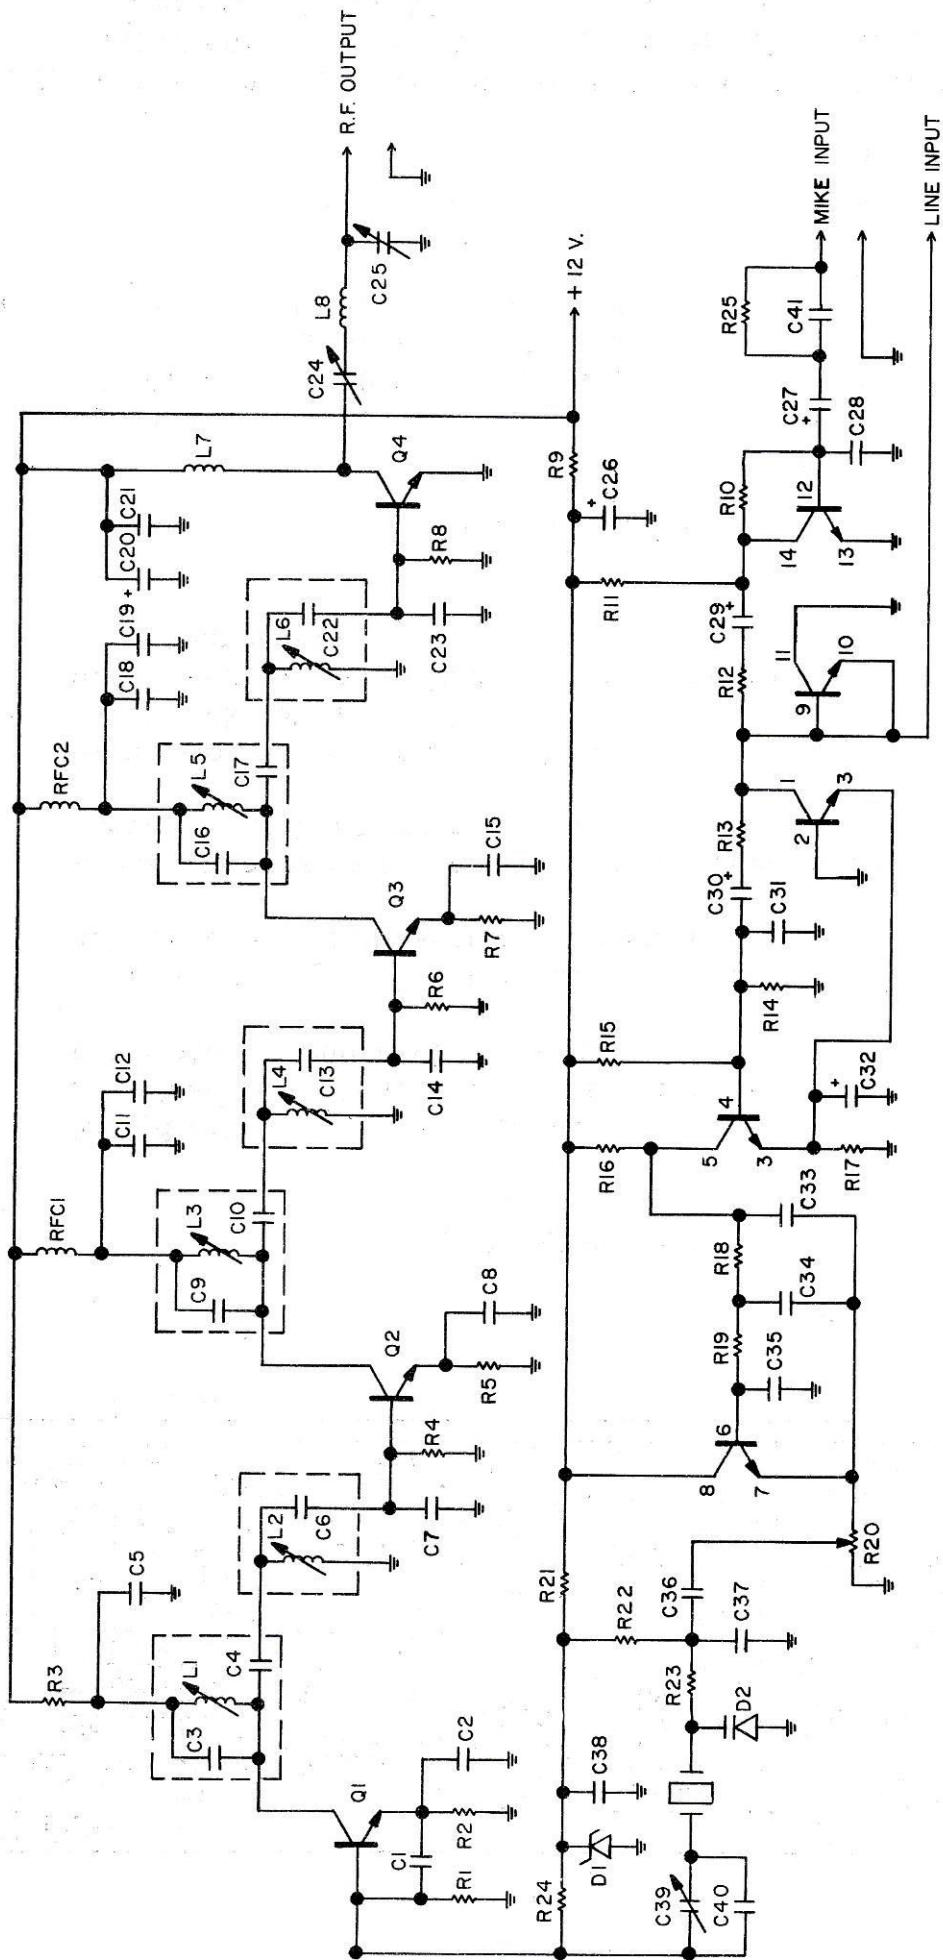 R3
C5
L1
C4
C3
Q1
C1
C2
R1
R2
L2
C6
C7
R4
Q2
R5
C8
RFC1
C11
C12
L3
C10
C9
L4
C13
C14
R6
Q3
R7
C15
RFC2
C18
C19
C20
C21
L5
C17
C16
L6
C22
C23
R8
Q4
L7
C24
L8
C25
R.F. OUTPUT
+ 12 V.
R9
+
C26
R24
D1
C38
R21
R22
C39
C40
D2
R23
C36
C37
R20
8
6
7
C35
R19
C34
R18
C33
R16
R15
5
4
3
R17
+
C32
R14
C31
C30
+
R13
1
2
3
9
11
10
R12
C29
+
R11
R10
14
12
13
C27
+
C28
R25
C41
MIKE INPUT
LINE INPUT
+